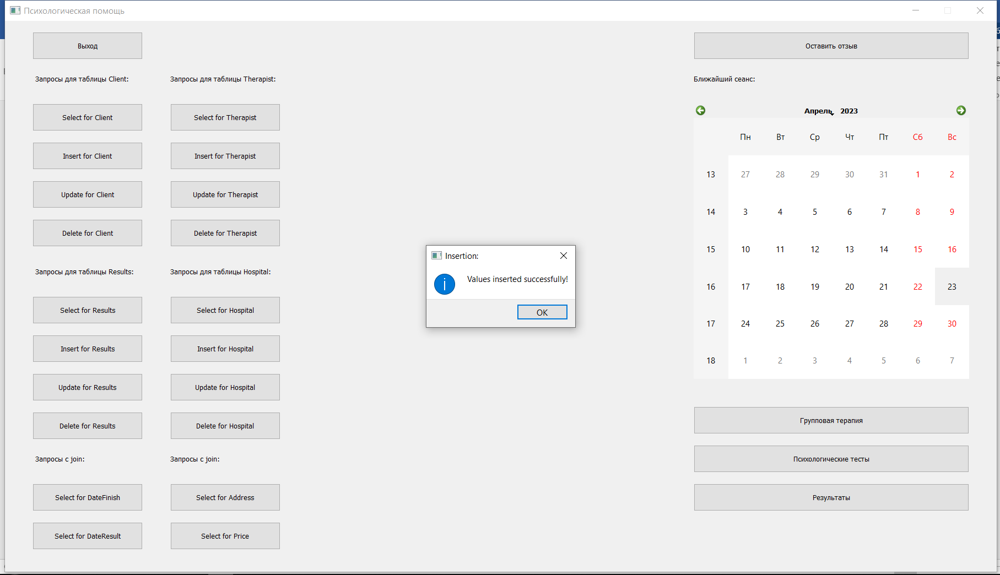 Психологическая помощь
Выход
Оставить отзыв
Запросы для таблицы Client:
Запросы для таблицы Therapist:
Ближайший сеанс:
Select for Client
Select for Therapist
Insert for Client
Insert for Therapist
Update for Client
Update for Therapist
Delete for Client
Delete for Therapist
Запросы для таблицы Results:
Запросы для таблицы Hospital:
Select for Results
Select for Hospital
Insert for Results
Insert for Hospital
Update for Results
Update for Hospital
Delete for Results
Delete for Hospital
Запросы с join:
Запросы с join:
Select for DateFinish
Select for Address
Select for DateResult
Select for Price
Insertion:
Values inserted successfully!
OK
Апрель 2023
Пн Вт Ср Чт Пт Сб Вс
13 27 28 29 30 31 1 2
14 3 4 5 6 7 8 9
15 10 11 12 13 14 15 16
16 17 18 19 20 21 22 23
17 24 25 26 27 28 29 30
18 1 2 3 4 5 6 7
Групповая терапия
Психологические тесты
Результаты